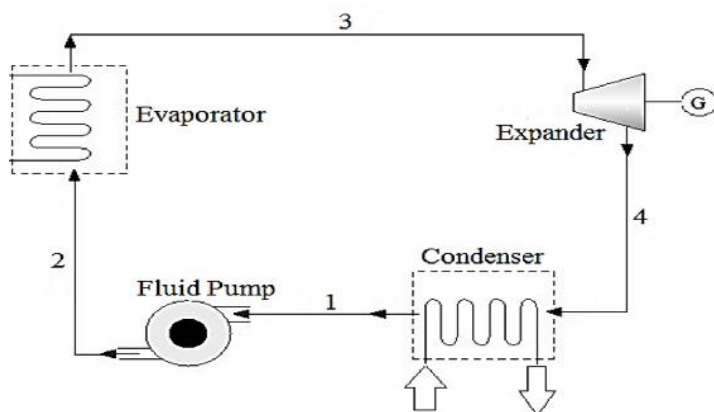 3
Evaporator
G
Expander
4
2
Condenser
Fluid Pump
1